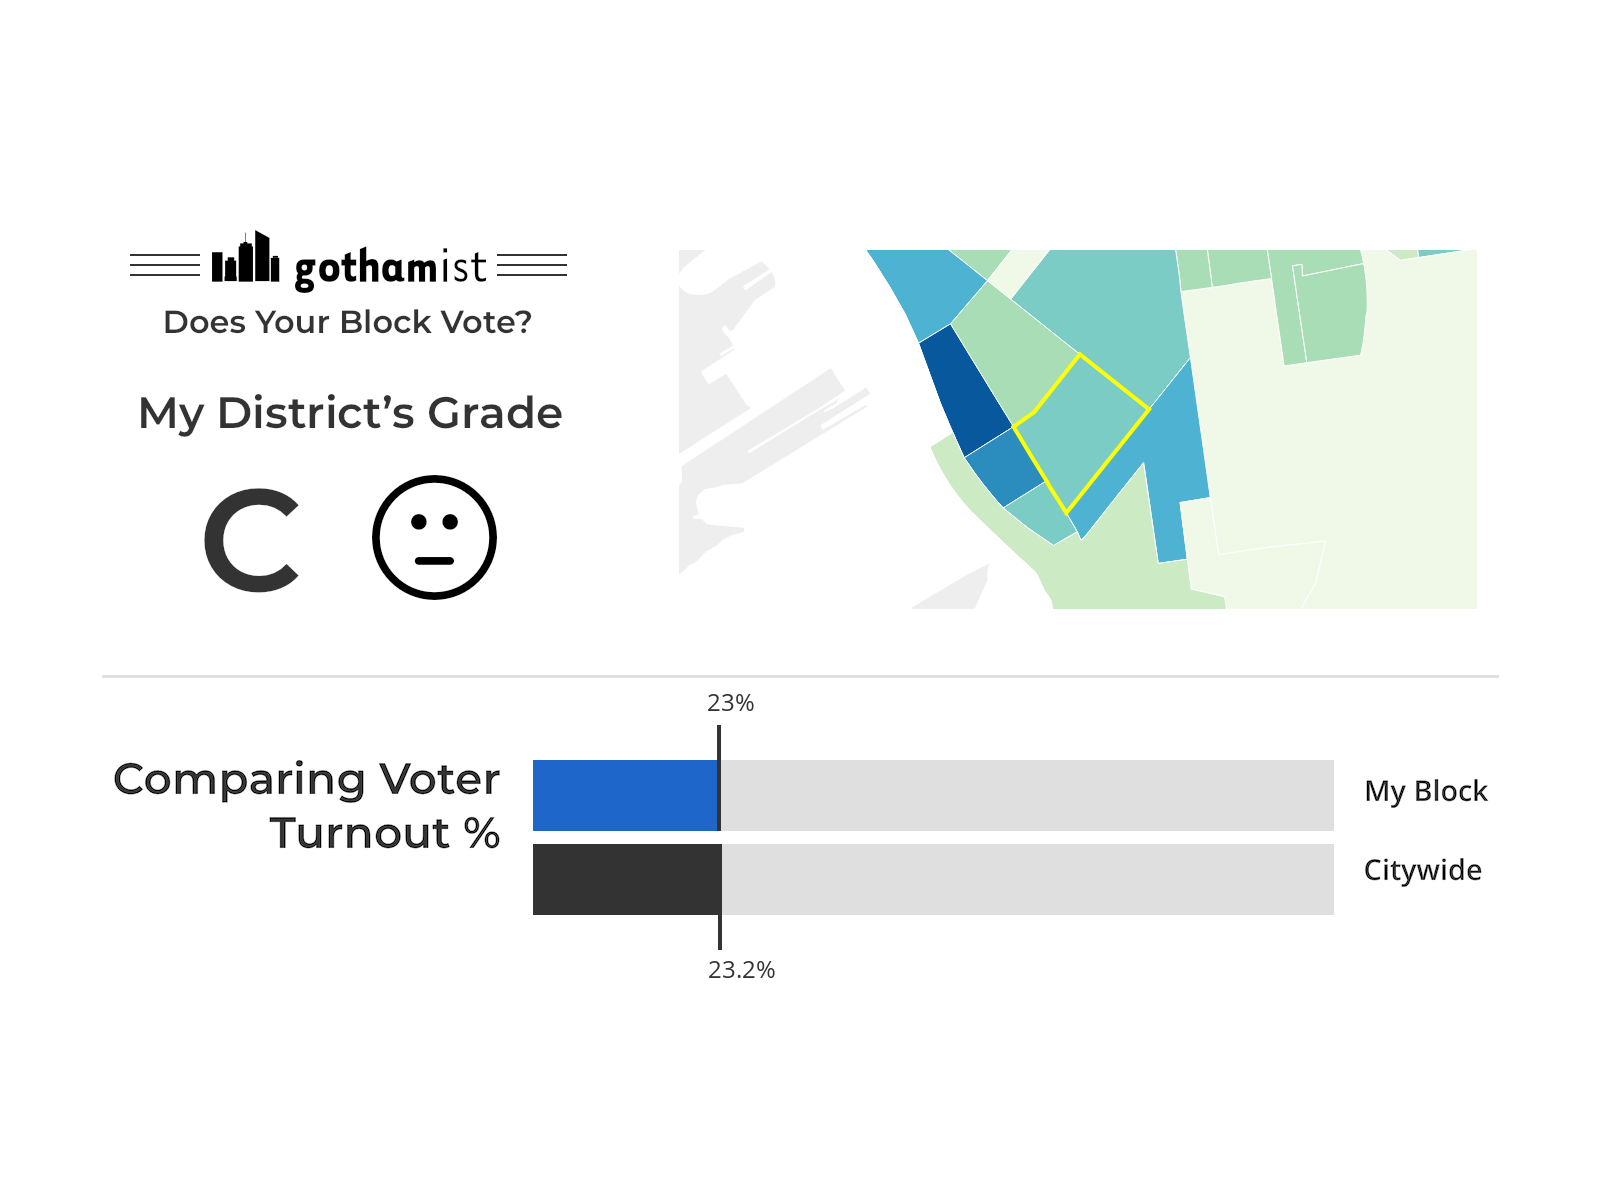 gothamist
Does Your Block Vote?
My District’s Grade
C
23%
Comparing Voter
Turnout %
My Block
Citywide
23.2%